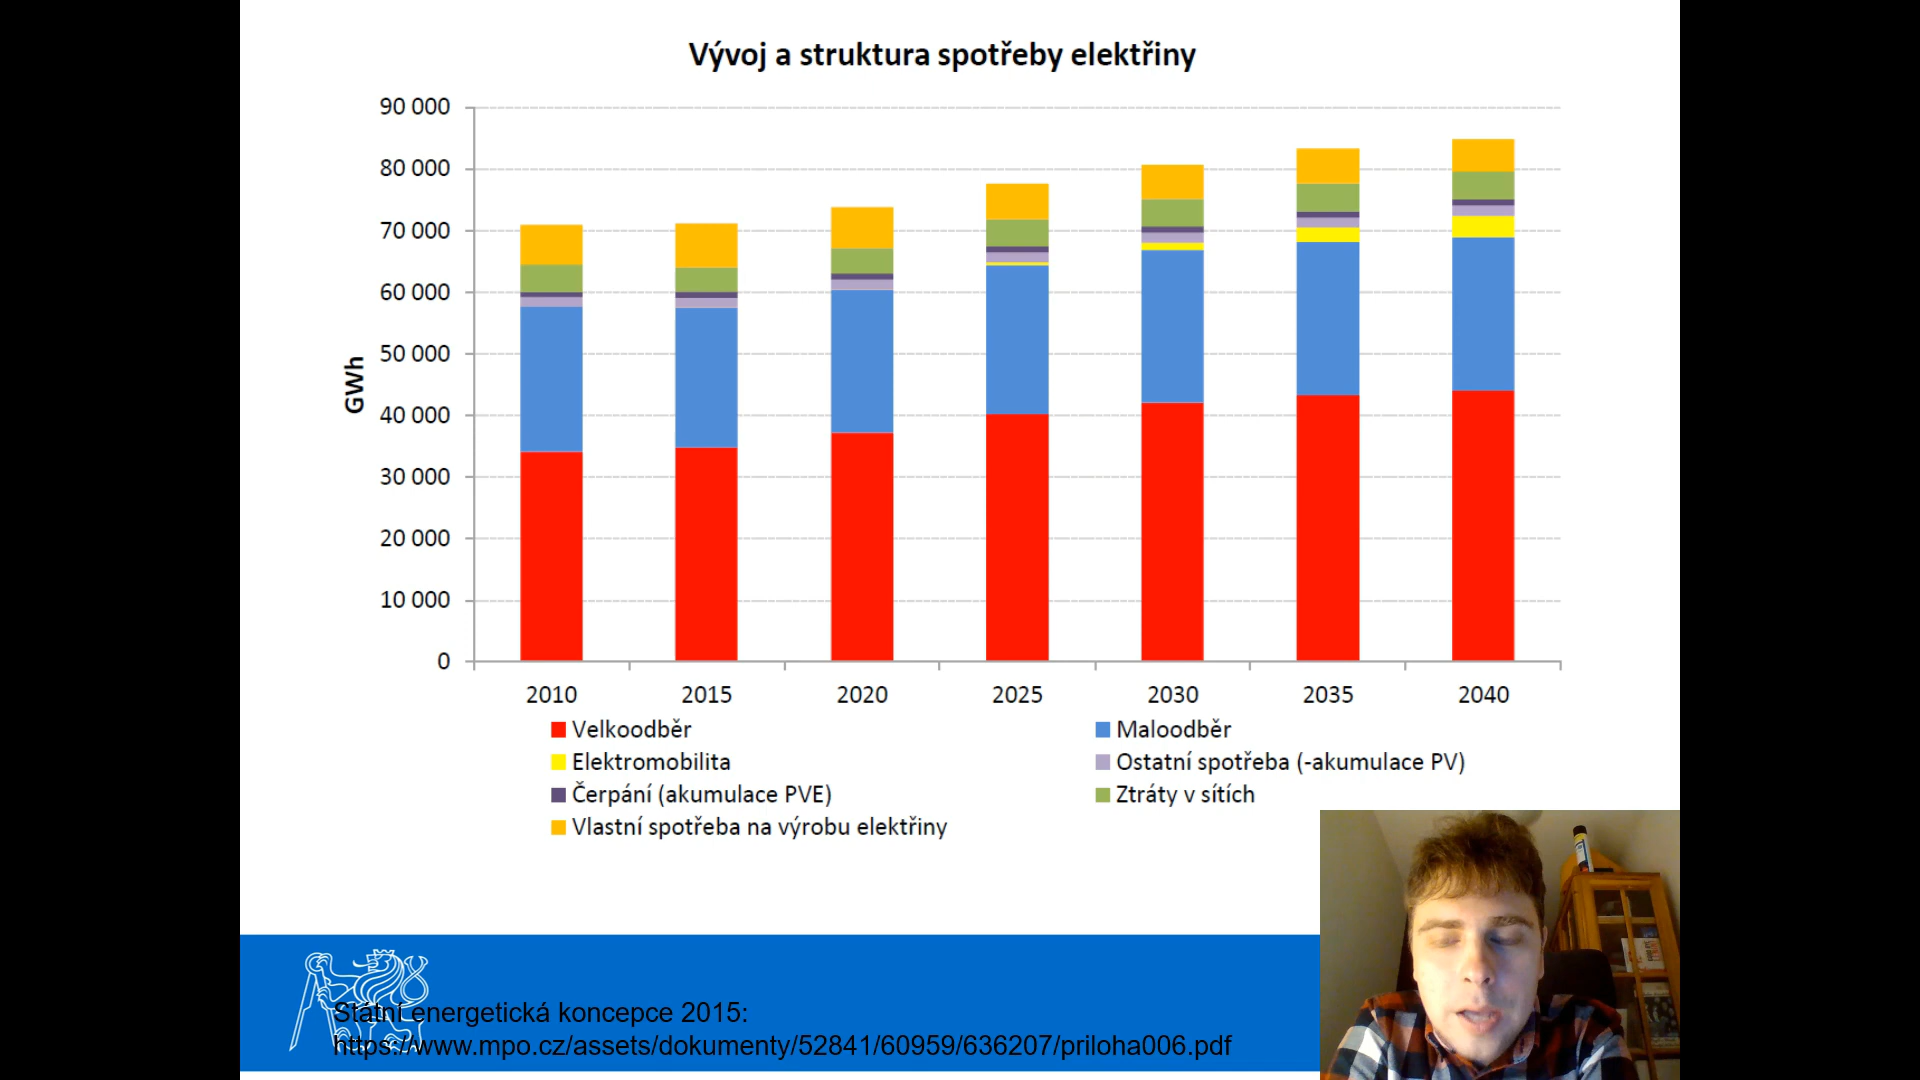 Vývoj a struktura spotřeby elektřiny
90 000
80 000
70 000
60 000
50 000
40 000
30 000
20 000
10 000
0
GWh
2010 2015 2020 2025 2030 2035 2040
Velkoodběr
Maloodběr
Elektromobilita
Ostatní spotřeba (-akumulace PV)
Čerpání (akumulace PVE)
Ztráty v sítích
Vlastní spotřeba na výrobu elektřiny
Státní energetická koncepce 2015:
https://www.mpo.cz/assets/dokumenty/52841/60959/636207/priloha006.pdf